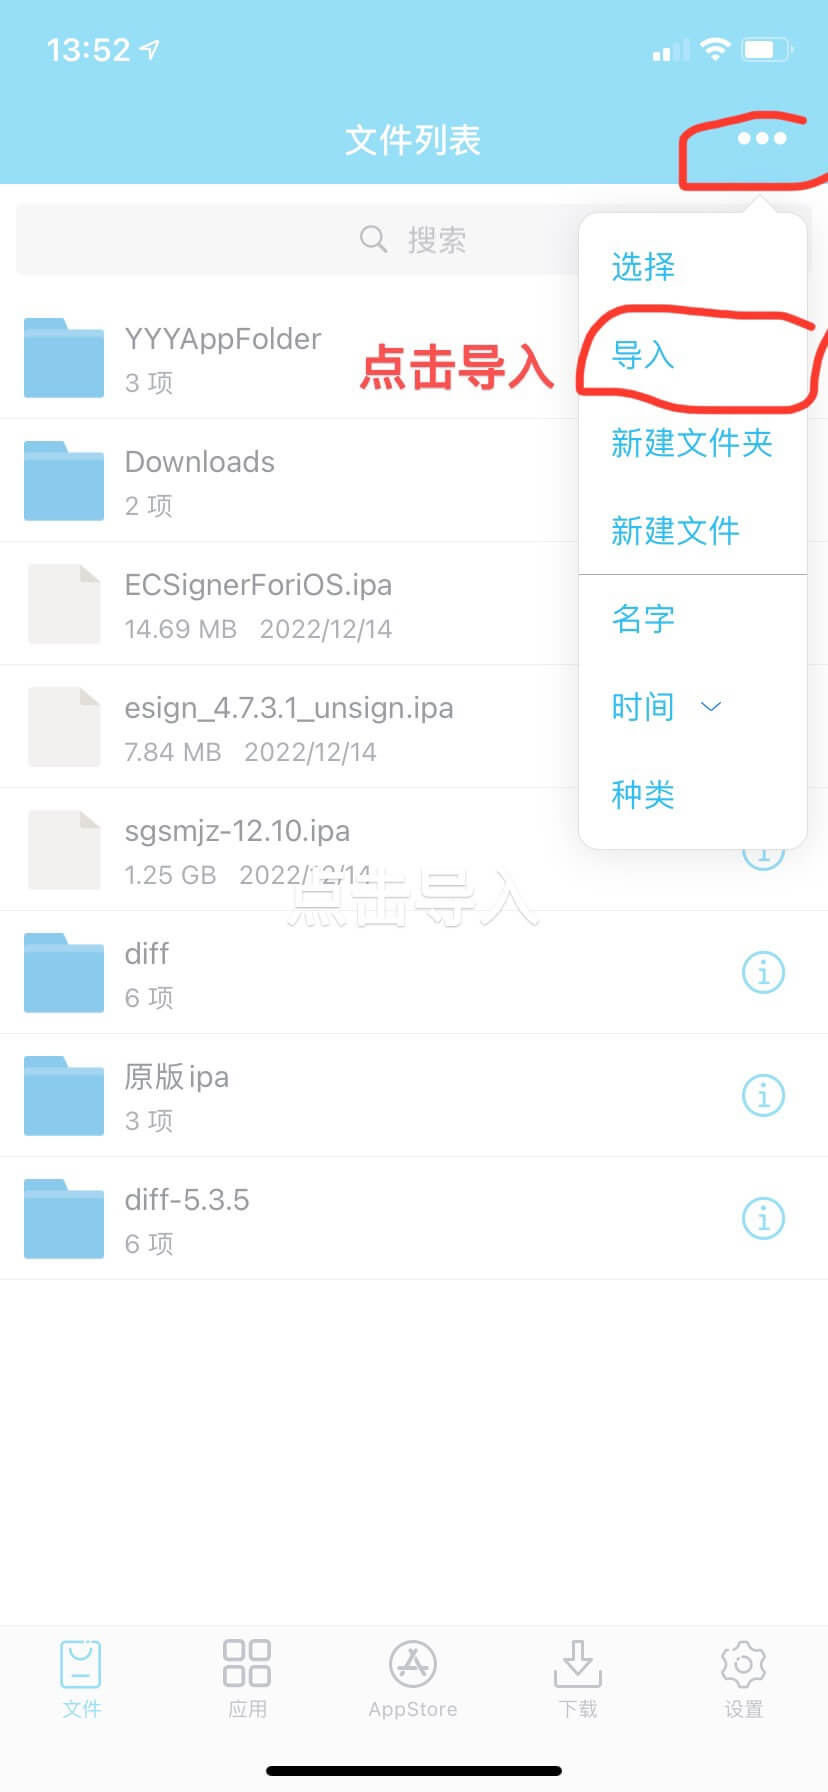 13:52
文件列表
搜索
选择
导入
新建文件夹
新建文件
名字
时间
种类
点击导入
YYYAppFolder
3 项
Downloads
2 项
ECSignerForiOS.ipa
14.69 MB 2022/12/14
esign_4.7.3.1_unsign.ipa
7.84 MB 2022/12/14
sgsmjz-12.10.ipa
1.25 GB 2022/12/14
点击导入
diff
6 项
原版ipa
3 项
diff-5.3.5
6 项
文件
应用
AppStore
下载
设置